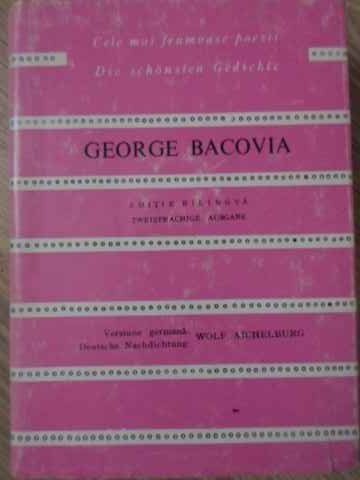 Cele mai frumoase poezii
Die schönsten Gedichte
GEORGE BACOVIA
EDIȚIE BILINGVĂ
ZWEISPRACHIGE AUSGABE
Versiune germană
Deutsche Nachdichtung
WOLF AICHELBURG